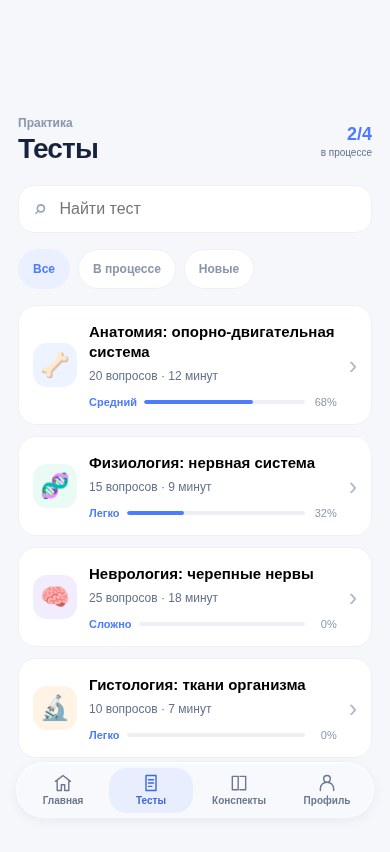 Практика
Тесты
2/4
в процессе
Найти тест
Все
В процессе
Новые
Анатомия: опорно-двигательная
система
20 вопросов · 12 минут
Средний
68%
Физиология: нервная система
15 вопросов · 9 минут
Легко
32%
Неврология: черепные нервы
25 вопросов · 18 минут
Сложно
0%
Гистология: ткани организма
10 вопросов · 7 минут
Легко
0%
Главная
Тесты
Конспекты
Профиль